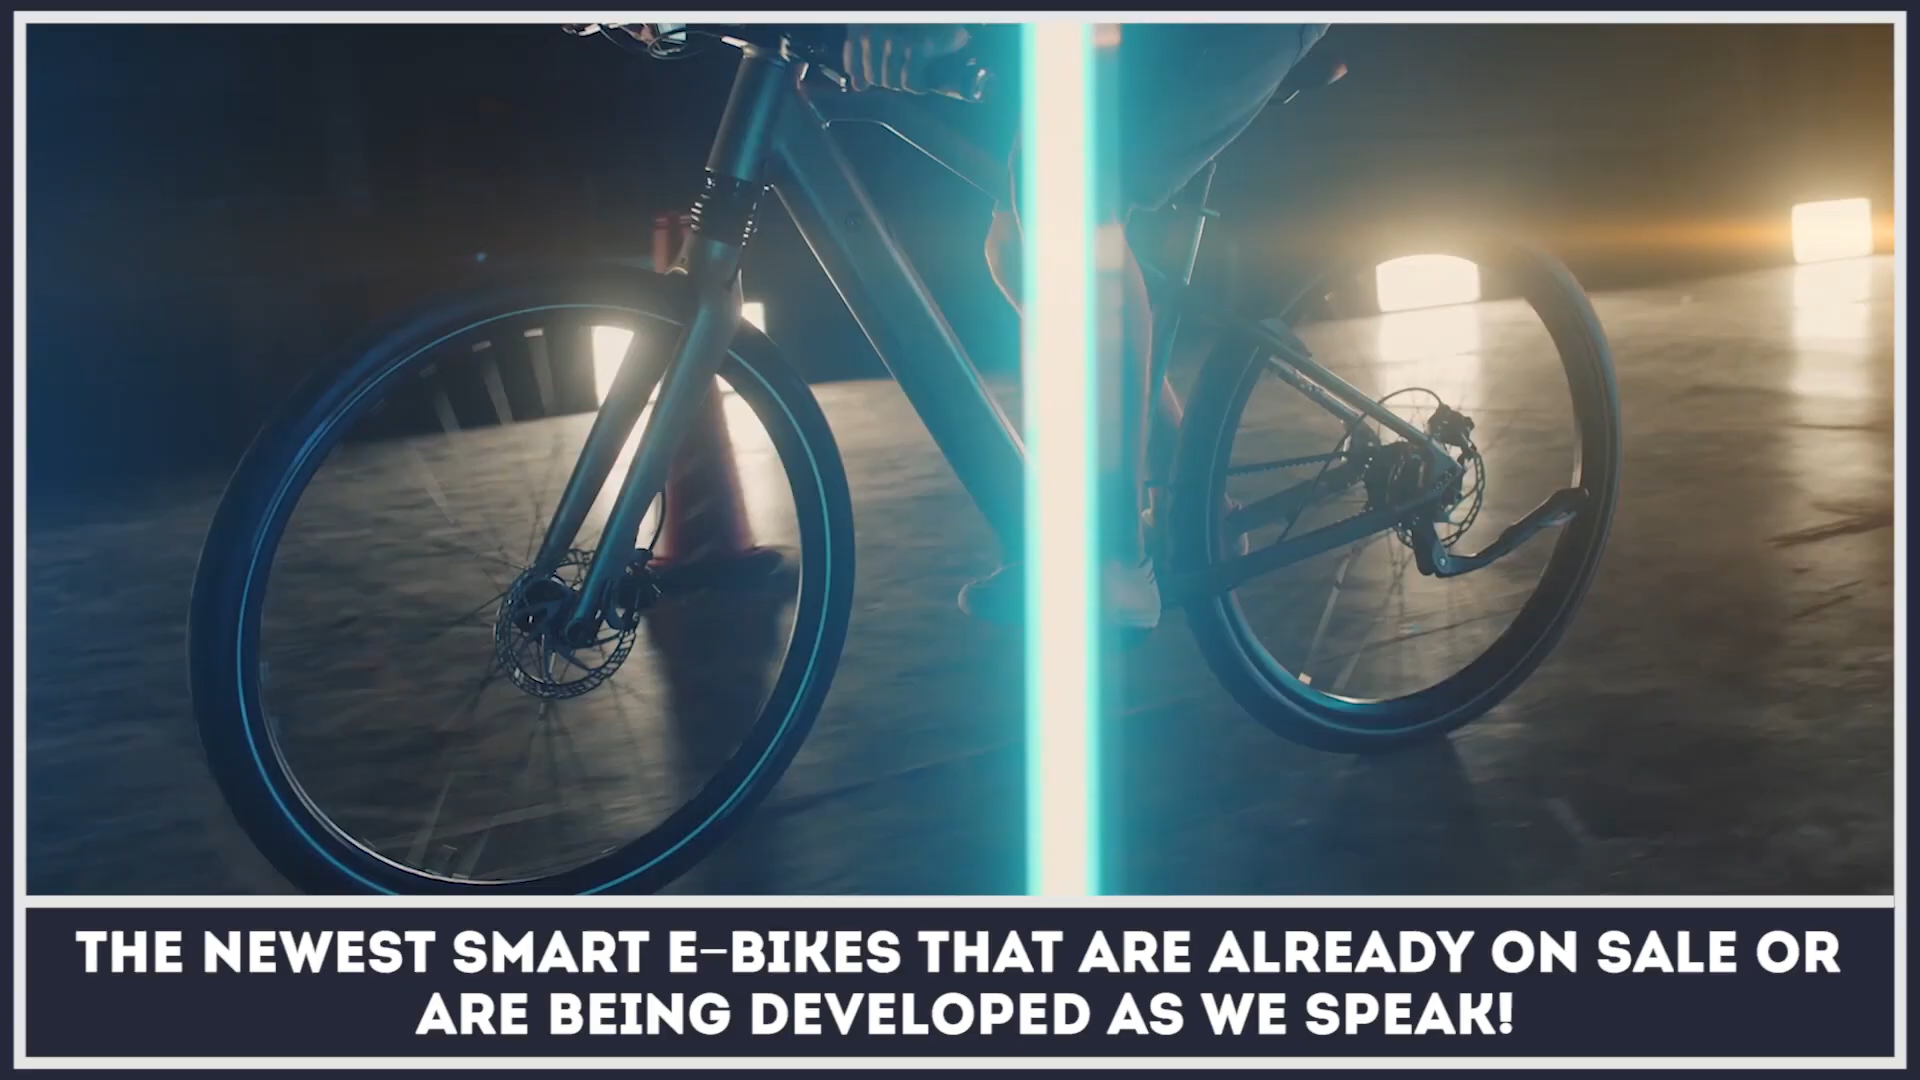 THE NEWEST SMART E-BIKES THAT ARE ALREADY ON SALE OR
ARE BEING DEVELOPED AS WE SPEAK!